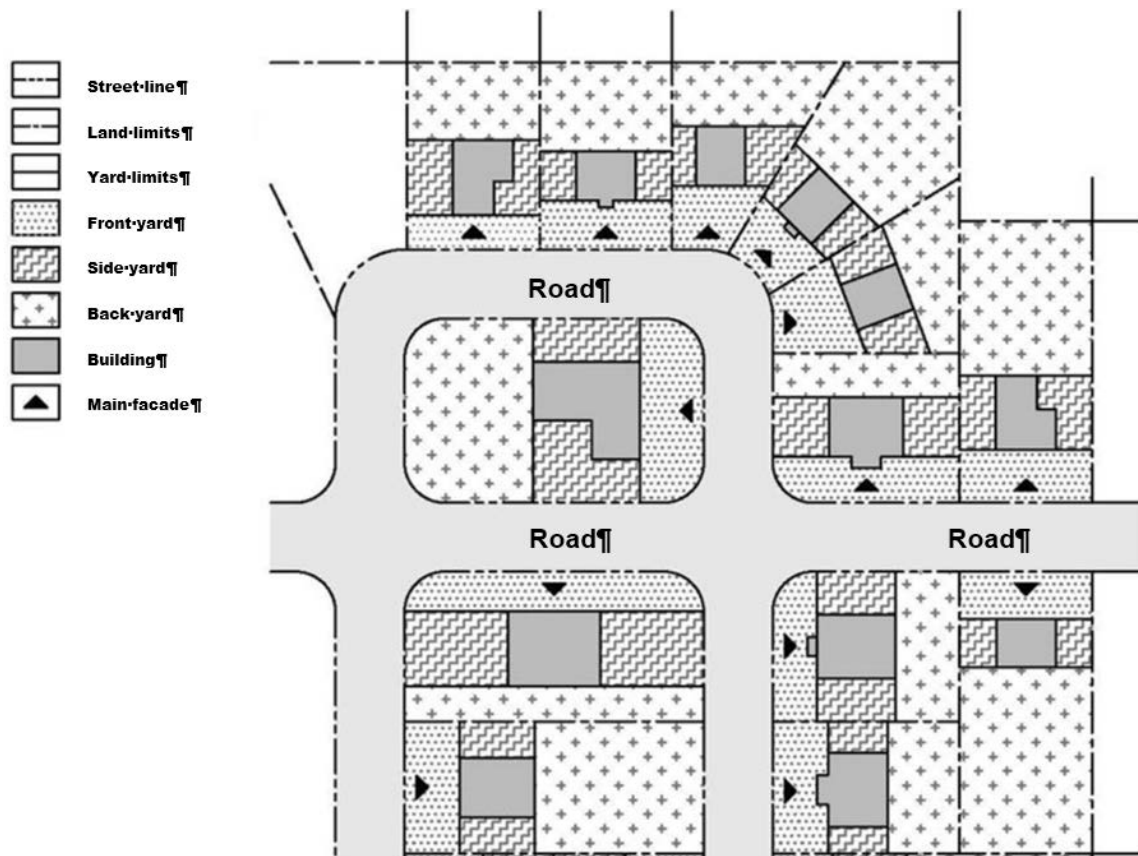 Street·line¶
Land·limits¶
Yard·limits¶
Front·yard¶
Side·yard¶
Back·yard¶
Building¶
Main·facade¶
Road¶
Road¶
Road¶